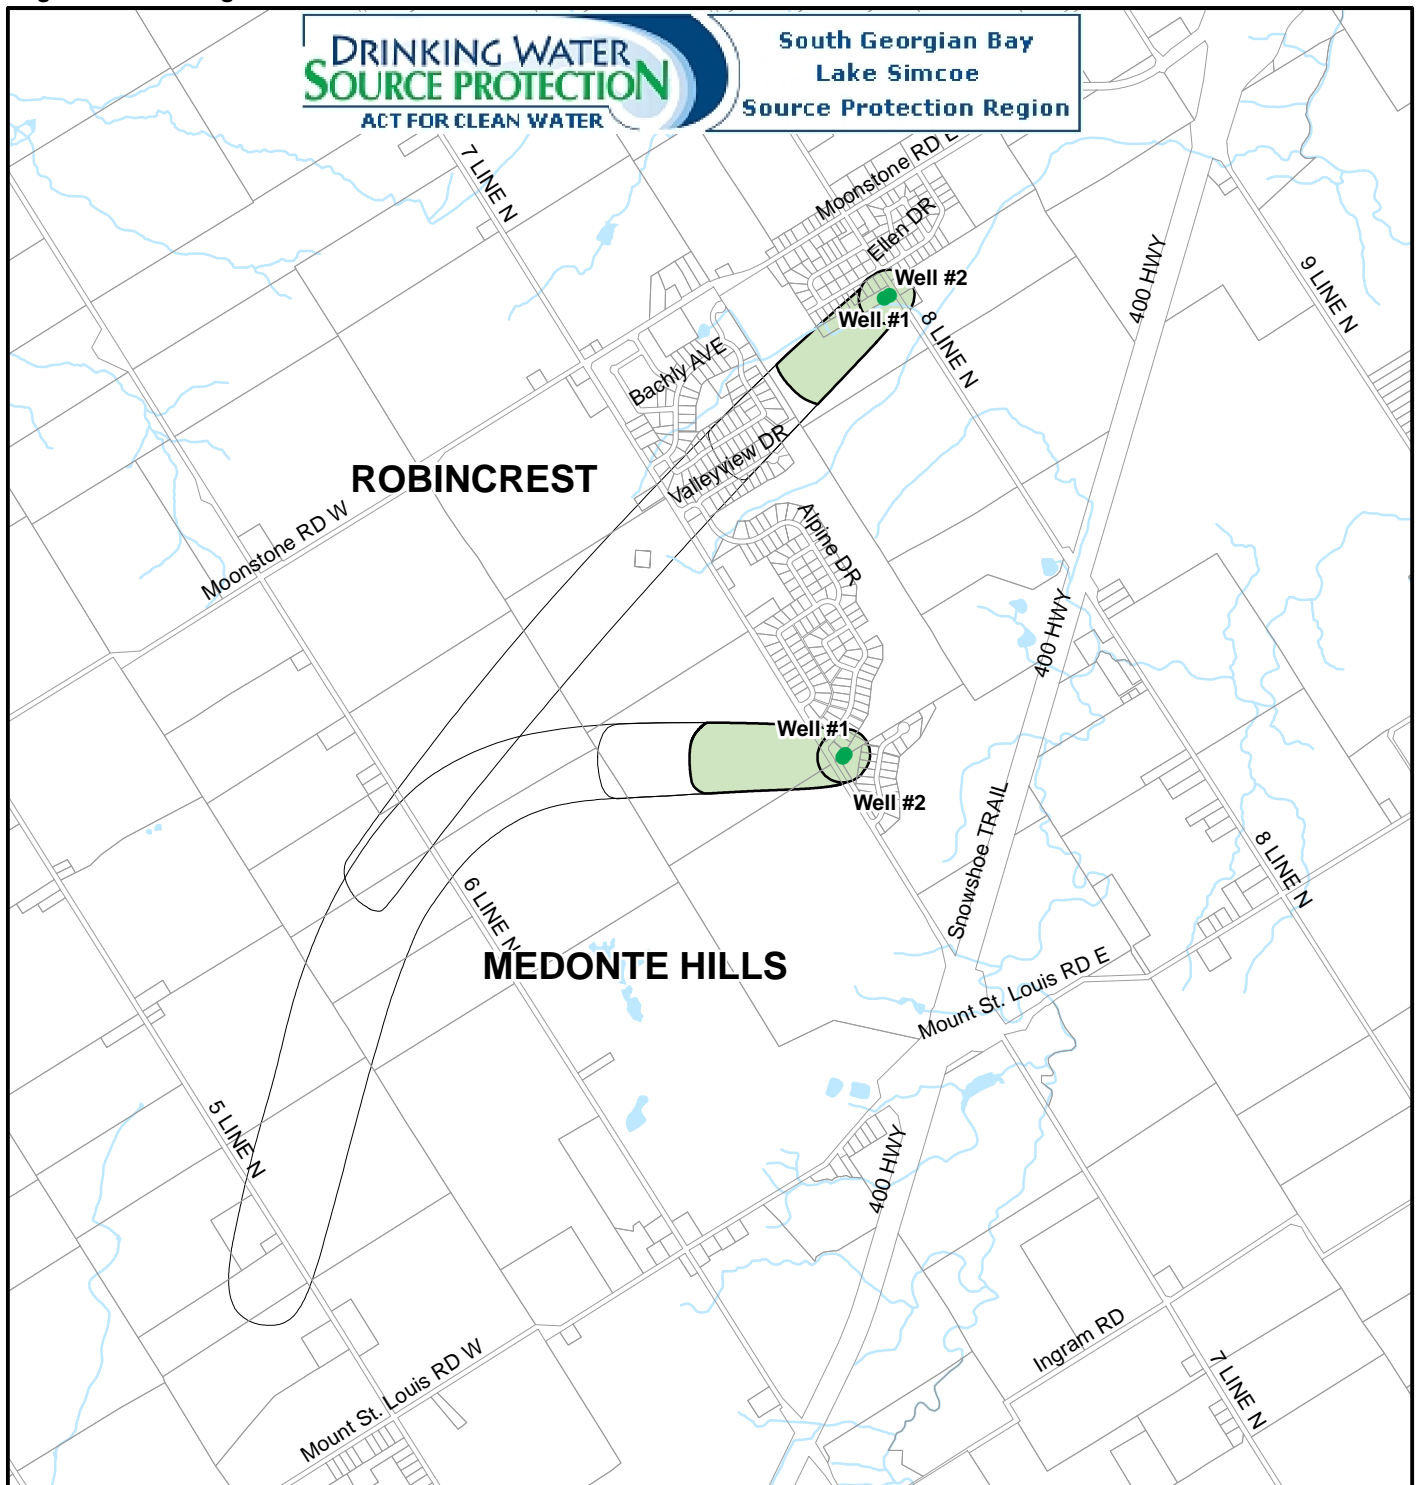 DRINKING WATER
SOURCE PROTECTION
ACT FOR CLEAN WATER
South Georgian Bay
Lake Simcoe
Source Protection Region
7 LINE N
Moonstone RD E
Ellen DR
400 HWY
9 LINE N
Well #2
Well #1
8 LINE N
Bachly AVE
ROBINCREST
Valleyview DR
Moonstone RD W
Alpine DR
400 HWY
Well #1
Well #2
Snowshoe TRAIL
8 LINE N
6 LINE N
MEDONTE HILLS
Mount St. Louis RD E
5 LINE N
400 HWY
Ingram RD
Mount St. Louis RD W
7 LINE N